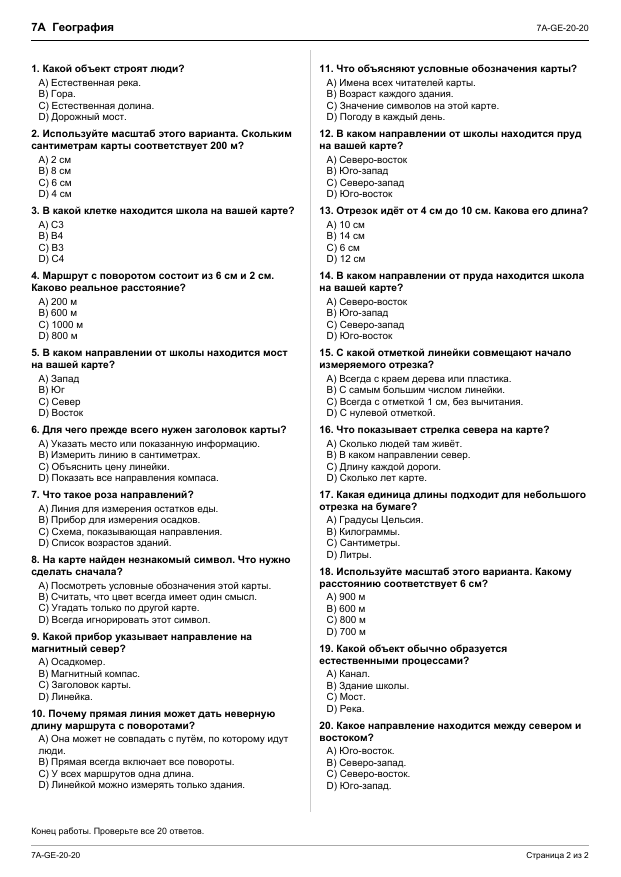 7А География
7A-GE-20-20
1. Какой объект строят люди?
A) Естественная река.
B) Гора.
C) Естественная долина.
D) Дорожный мост.
2. Используйте масштаб этого варианта. Скольким
сантиметрам карты соответствует 200 м?
A) 2 см
B) 8 см
C) 6 см
D) 4 см
3. В какой клетке находится школа на вашей карте?
A) C3
B) B4
C) B3
D) C4
4. Маршрут с поворотом состоит из 6 см и 2 см.
Каково реальное расстояние?
A) 200 м
B) 600 м
C) 1000 м
D) 800 м
5. В каком направлении от школы находится мост
на вашей карте?
A) Запад
B) Юг
C) Север
D) Восток
6. Для чего прежде всего нужен заголовок карты?
A) Указать место или показанную информацию.
B) Измерить линию в сантиметрах.
C) Объяснить цену линейки.
D) Показать все направления компаса.
7. Что такое роза направлений?
A) Линия для измерения остатков еды.
B) Прибор для измерения осадков.
C) Схема, показывающая направления.
D) Список возрастов зданий.
8. На карте найден незнакомый символ. Что нужно
сделать сначала?
A) Посмотреть условные обозначения этой карты.
B) Считать, что цвет всегда имеет один смысл.
C) Угадать только по другой карте.
D) Всегда игнорировать этот символ.
9. Какой прибор указывает направление на
магнитный север?
A) Осадкомер.
B) Магнитный компас.
C) Заголовок карты.
D) Линейка.
10. Почему прямая линия может дать неверную
длину маршрута с поворотами?
A) Она может не совпадать с путём, по которому идут
люди.
B) Прямая всегда включает все повороты.
C) У всех маршрутов одна длина.
D) Линейкой можно измерять только здания.
11. Что объясняют условные обозначения карты?
A) Имена всех читателей карты.
B) Возраст каждого здания.
C) Значение символов на этой карте.
D) Погоду в каждый день.
12. В каком направлении от школы находится пруд
на вашей карте?
A) Северо-восток
B) Юго-запад
C) Северо-запад
D) Юго-восток
13. Отрезок идёт от 4 см до 10 см. Какова его длина?
A) 10 см
B) 14 см
C) 6 см
D) 12 см
14. В каком направлении от пруда находится школа
на вашей карте?
A) Северо-восток
B) Юго-запад
C) Северо-запад
D) Юго-восток
15. С какой отметкой линейки совмещают начало
измеряемого отрезка?
A) Всегда с краем дерева или пластика.
B) С самым большим числом линейки.
C) Всегда с отметкой 1 см, без вычитания.
D) С нулевой отметкой.
16. Что показывает стрелка севера на карте?
A) Сколько людей там живёт.
B) В каком направлении север.
C) Длину каждой дороги.
D) Сколько лет карте.
17. Какая единица длины подходит для небольшого
отрезка на бумаге?
A) Градусы Цельсия.
B) Килограммы.
C) Сантиметры.
D) Литры.
18. Используйте масштаб этого варианта. Какому
расстоянию соответствует 6 см?
A) 900 м
B) 600 м
C) 800 м
D) 700 м
19. Какой объект обычно образуется
естественными процессами?
A) Канал.
B) Здание школы.
C) Мост.
D) Река.
20. Какое направление находится между севером и
востоком?
A) Юго-восток.
B) Северо-запад.
C) Северо-восток.
D) Юго-запад.
Конец работы. Проверьте все 20 ответов.
7A-GE-20-20
Страница 2 из 2